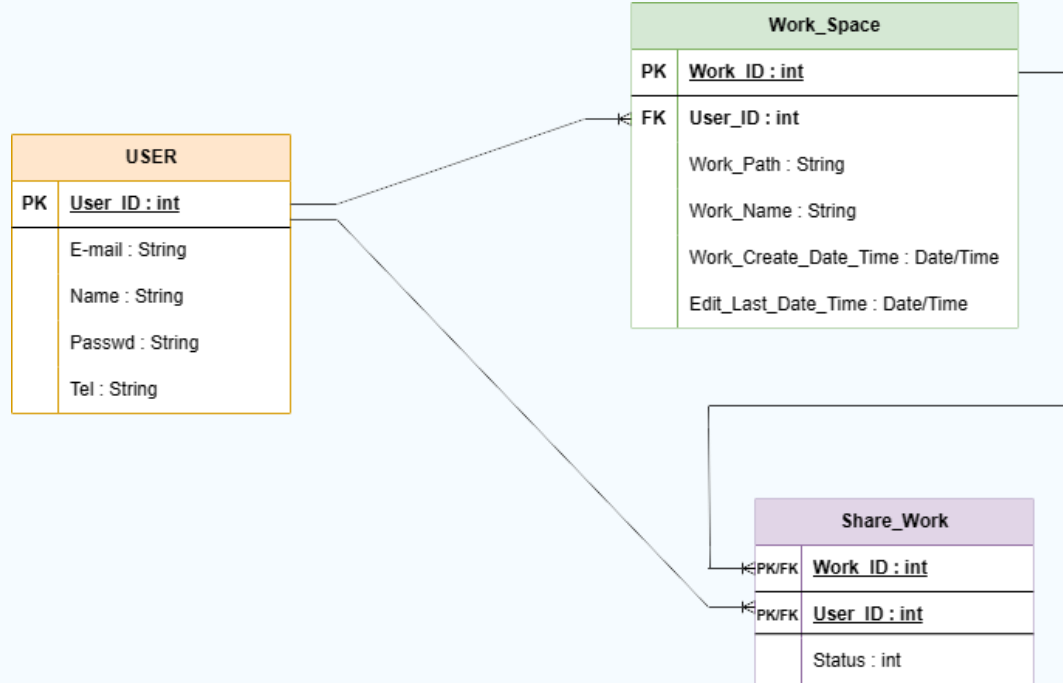 Work_Space
PK Work_ID : int
FK User_ID : int
Work_Path : String
Work_Name : String
Work_Create_Date_Time : Date/Time
Edit_Last_Date_Time : Date/Time
USER
PK User_ID : int
E-mail : String
Name : String
Passwd : String
Tel : String
Share_Work
PK/FK Work_ID : int
PK/FK User_ID : int
Status : int